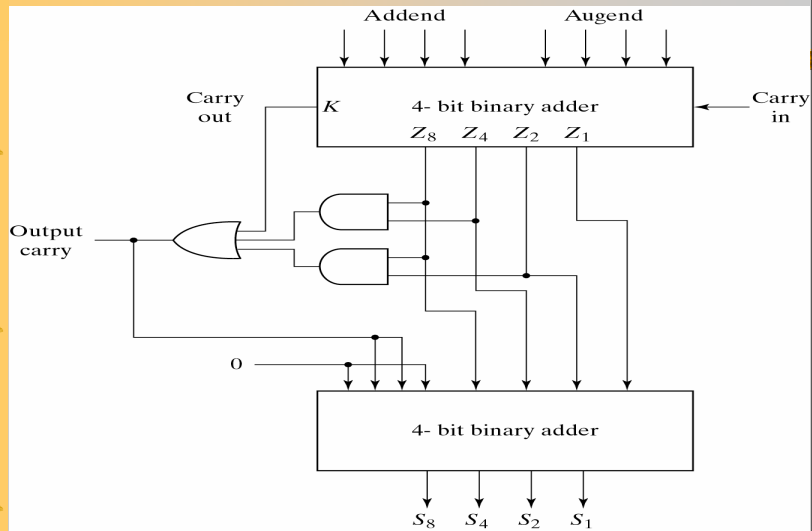 Addend Augend
Carry
out
K 4- bit binary adder
Carry
in
Z8 Z4 Z2 Z1
Output
carry
0
4- bit binary adder
S8 S4 S2 S1